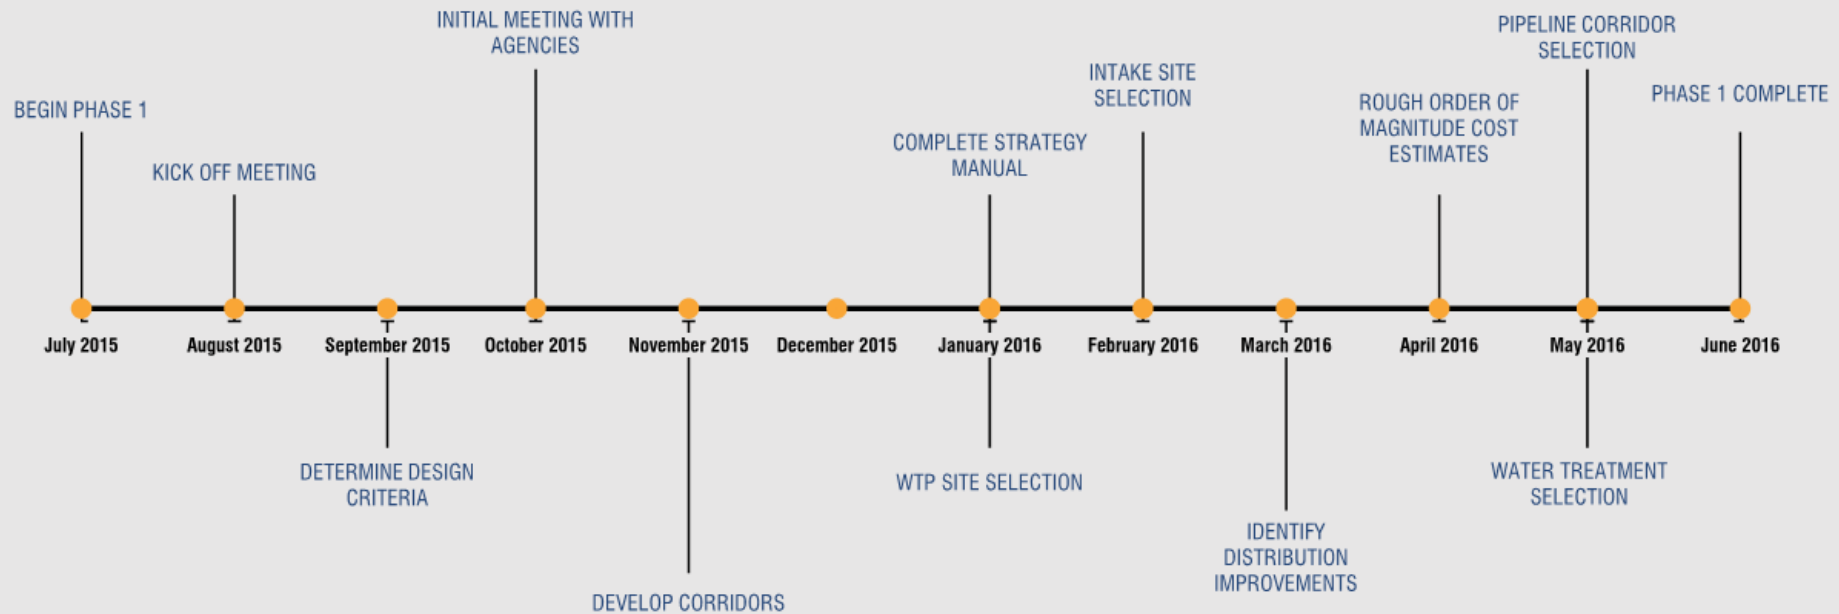 INITIAL MEETING WITH
AGENCIES
PIPELINE CORRIDOR
SELECTION
INTAKE SITE
SELECTION
BEGIN PHASE 1
PHASE 1 COMPLETE
ROUGH ORDER OF
MAGNITUDE COST
ESTIMATES
COMPLETE STRATEGY
MANUAL
KICK OFF MEETING
July 2015
August 2015
September 2015
October 2015
November 2015
December 2015
January 2016
February 2016
March 2016
April 2016
May 2016
June 2016
DETERMINE DESIGN
CRITERIA
WTP SITE SELECTION
WATER TREATMENT
SELECTION
IDENTIFY
DISTRIBUTION
IMPROVEMENTS
DEVELOP CORRIDORS